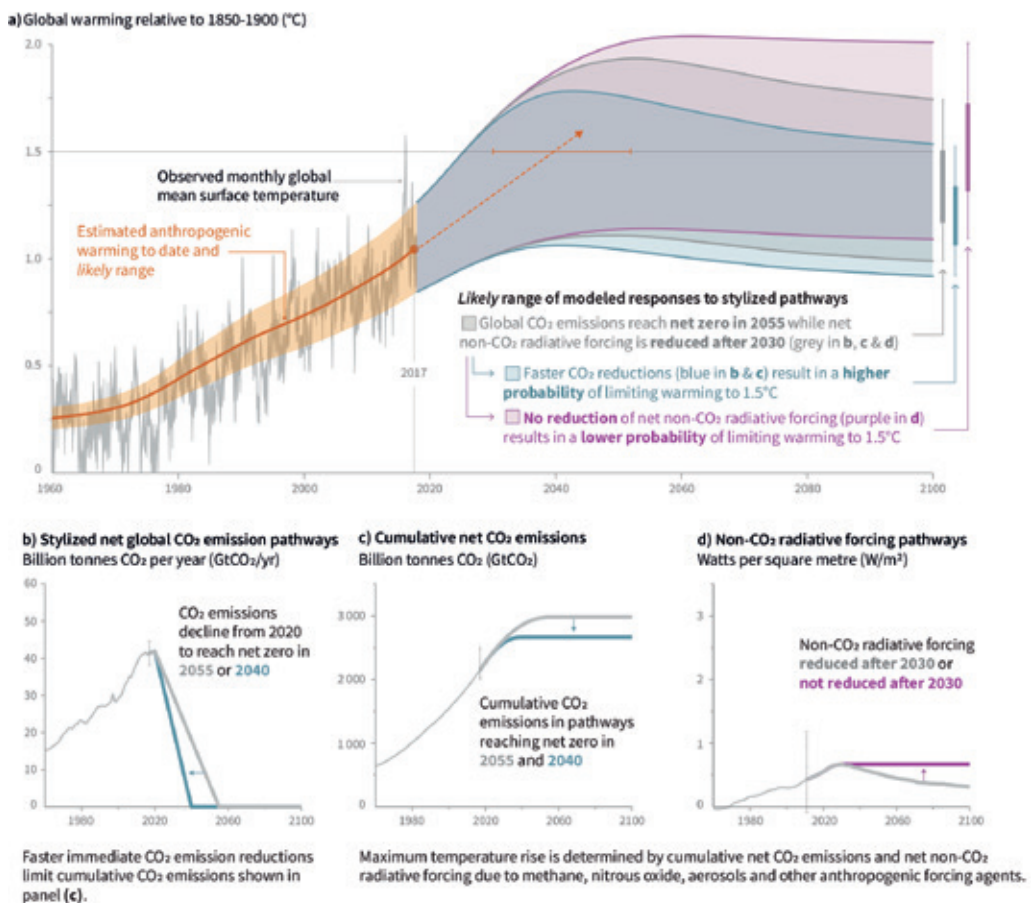 a) Global warming relative to 1850-1900 (°C)
2.0
1.5
1.0
0.5
0
Observed monthly global
mean surface temperature
Estimated anthropogenic
warming to date and
likely range
2017
Likely range of modeled responses to stylized pathways
Global CO₂ emissions reach net zero in 2055 while net
non-CO₂ radiative forcing is reduced after 2030 (grey in b, c & d)
Faster CO₂ reductions (blue in b & c) result in a higher
probability of limiting warming to 1.5°C
No reduction of net non-CO₂ radiative forcing (purple in d)
results in a lower probability of limiting warming to 1.5°C
1960 1980 2000 2020 2040 2060 2080 2100
b) Stylized net global CO₂ emission pathways
Billion tonnes CO₂ per year (GtCO₂/yr)
60
50
40
30
20
10
0
CO₂ emissions
decline from 2020
to reach net zero in
2055 or 2040
1980 2020 2060 2100
Faster immediate CO₂ emission reductions
limit cumulative CO₂ emissions shown in
panel (c).
c) Cumulative net CO₂ emissions
Billion tonnes CO₂ (GtCO₂)
3 000
2 000
1 000
0
Cumulative CO₂
emissions in pathways
reaching net zero in
2055 and 2040
1980 2020 2060 2100
d) Non-CO₂ radiative forcing pathways
Watts per square metre (W/m²)
3
2
1
0
Non-CO₂ radiative forcing
reduced after 2030 or
not reduced after 2030
1980 2020 2060 2100
Maximum temperature rise is determined by cumulative net CO₂ emissions and net non-CO₂
radiative forcing due to methane, nitrous oxide, aerosols and other anthropogenic forcing agents.